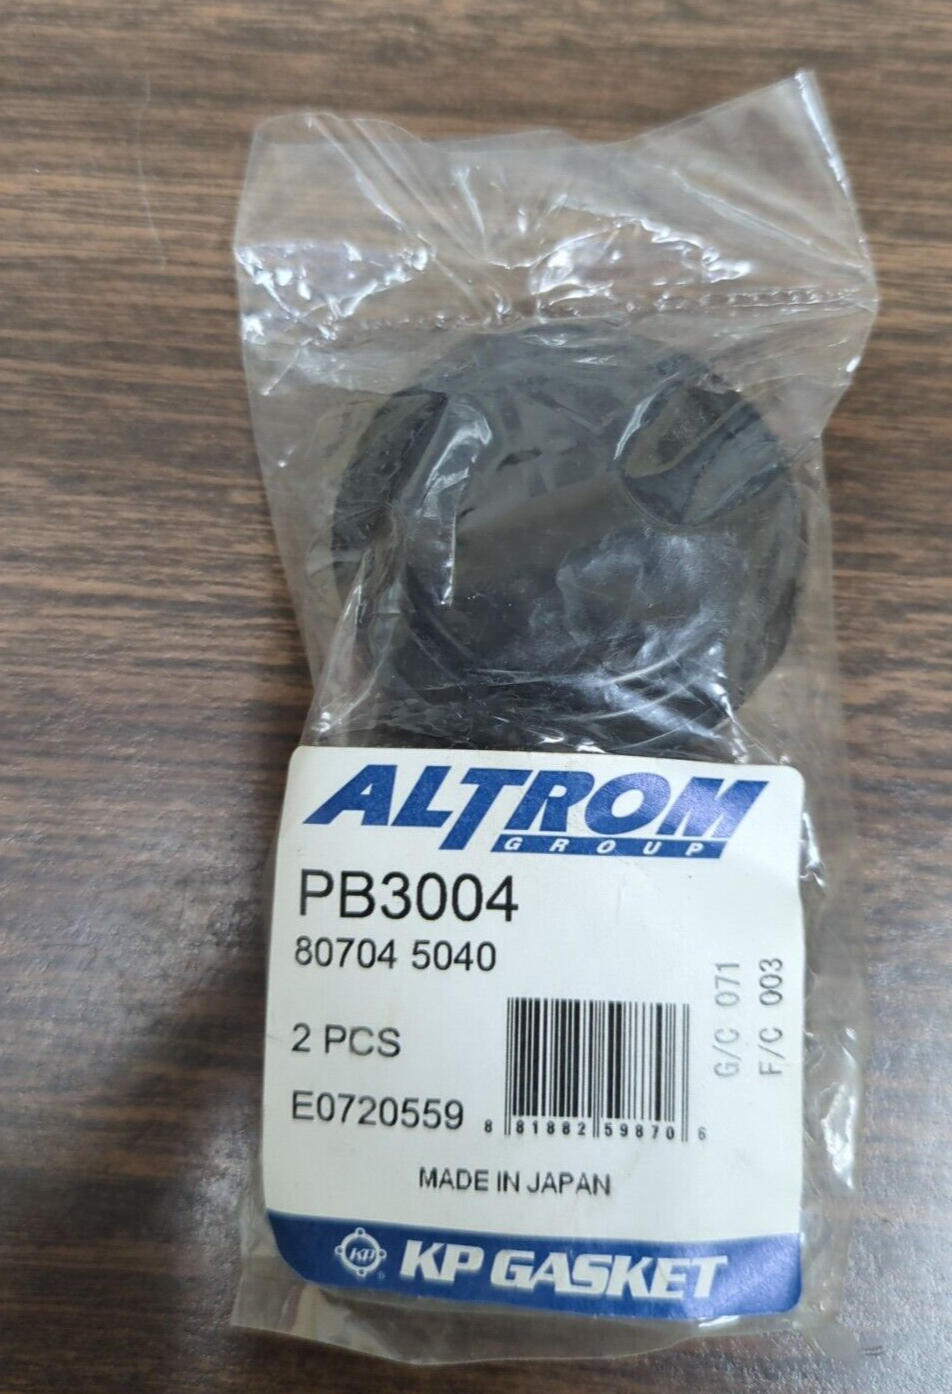 ALTROM
GROUP
PB3004
80704 5040
2 PCS
E0720559
8 81882 59870 6
G/C 071
F/C 003
MADE IN JAPAN
KP
KP GASKET